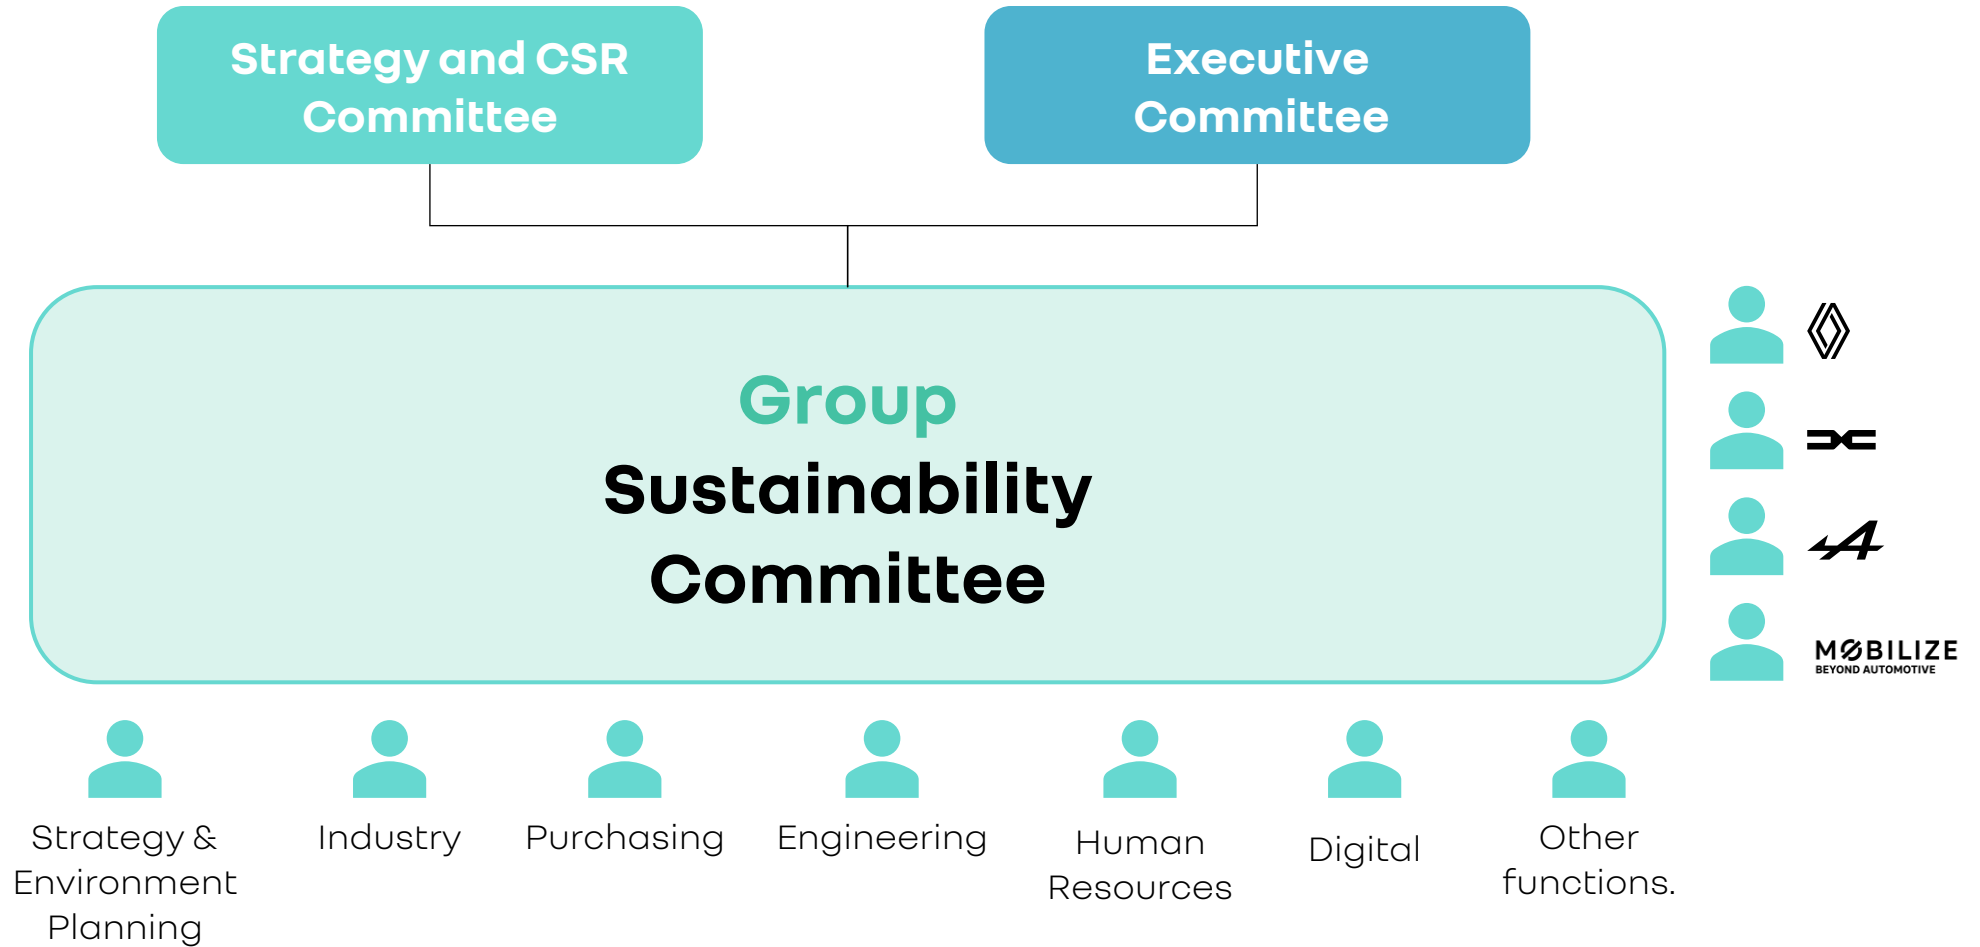 Strategy and CSR
Committee
Executive
Committee
Group
Sustainability
Committee
MOBILIZE
BEYOND AUTOMOTIVE
Strategy &
Environment
Planning
Industry
Purchasing
Engineering
Human
Resources
Digital
Other
functions.